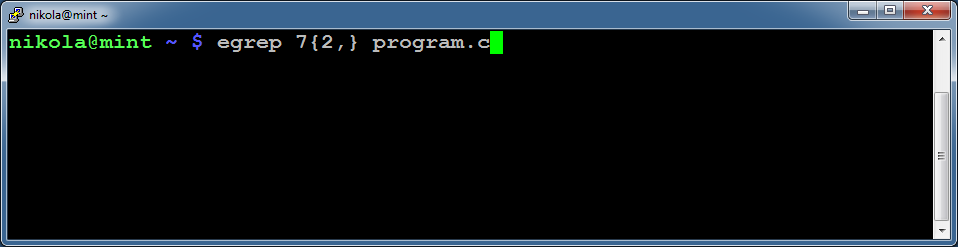 nikola@mint ~
nikola@mint ~ $ egrep 7{2,} program.c